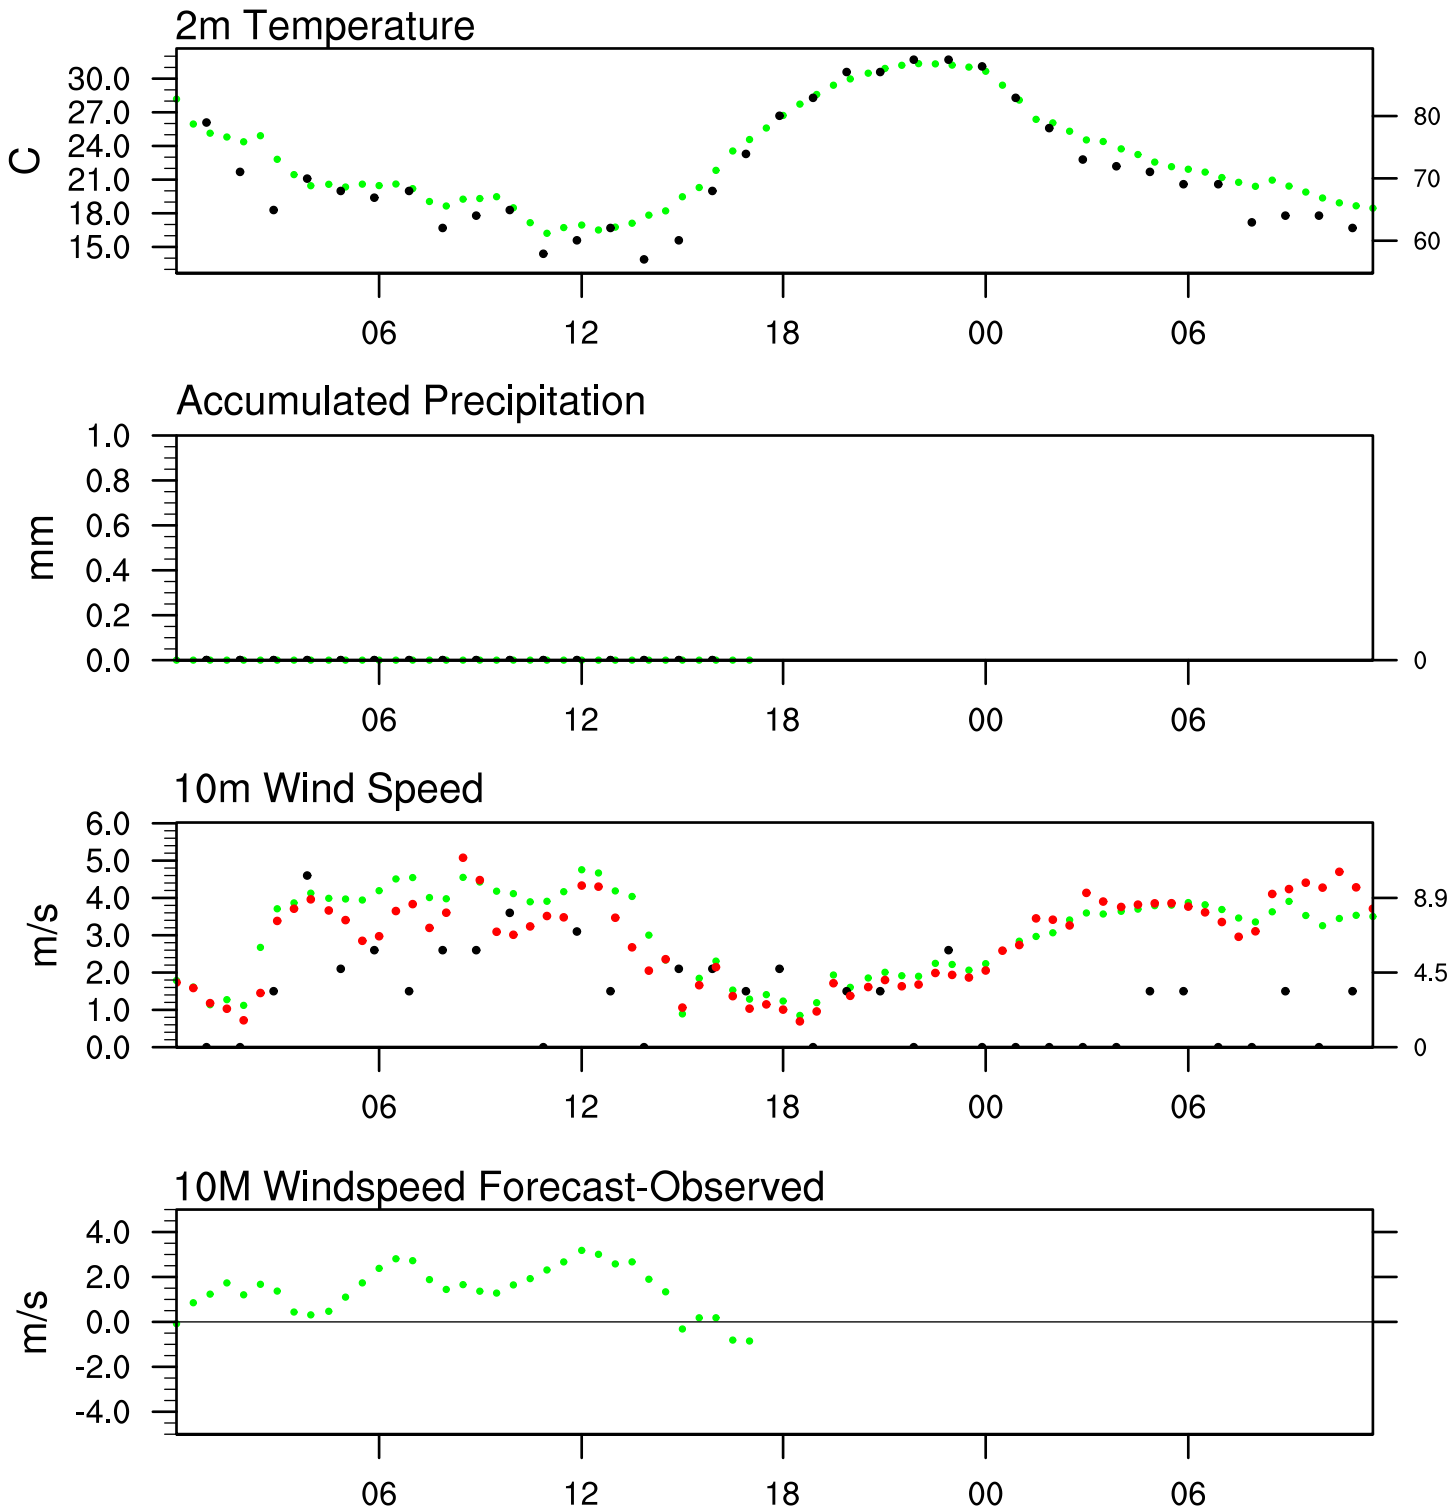 2m Temperature
30.0
27.0
24.0
21.0
18.0
15.0
C
80
70
60
06 12 18 00 06
Accumulated Precipitation
1.0
0.8
0.6
0.4
0.2
0.0
mm
0
06 12 18 00 06
10m Wind Speed
6.0
5.0
4.0
3.0
2.0
1.0
0.0
m/s
8.9
4.5
0
06 12 18 00 06
10M Windspeed Forecast-Observed
4.0
2.0
0.0
-2.0
-4.0
m/s
06 12 18 00 06